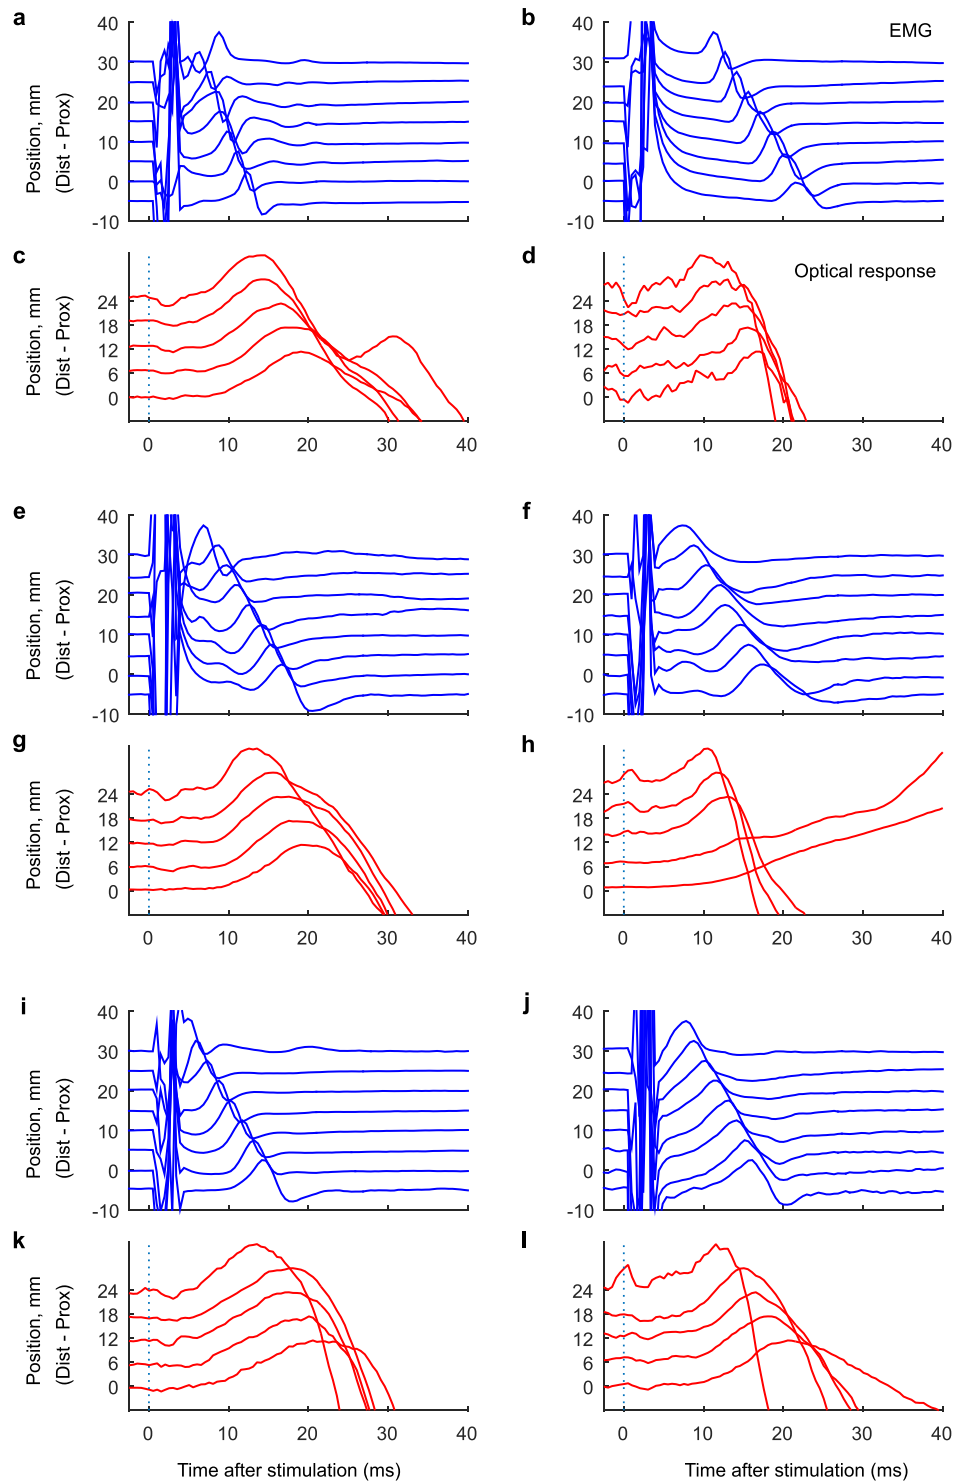 a
b
EMG
40
30
20
10
0
-10
Position, mm
(Dist - Prox)
40
30
20
10
0
-10
c
d
Optical response
24
18
12
6
0
Position, mm
(Dist - Prox)
24
18
12
6
0
0 10 20 30 40
0 10 20 30 40
e
f
40
30
20
10
0
-10
Position, mm
(Dist - Prox)
40
30
20
10
0
-10
g
h
24
18
12
6
0
Position, mm
(Dist - Prox)
24
18
12
6
0
0 10 20 30 40
0 10 20 30 40
i
j
40
30
20
10
0
-10
Position, mm
(Dist - Prox)
40
30
20
10
0
-10
k
l
24
18
12
6
0
Position, mm
(Dist - Prox)
24
18
12
6
0
0 10 20 30 40
0 10 20 30 40
Time after stimulation (ms)
Time after stimulation (ms)